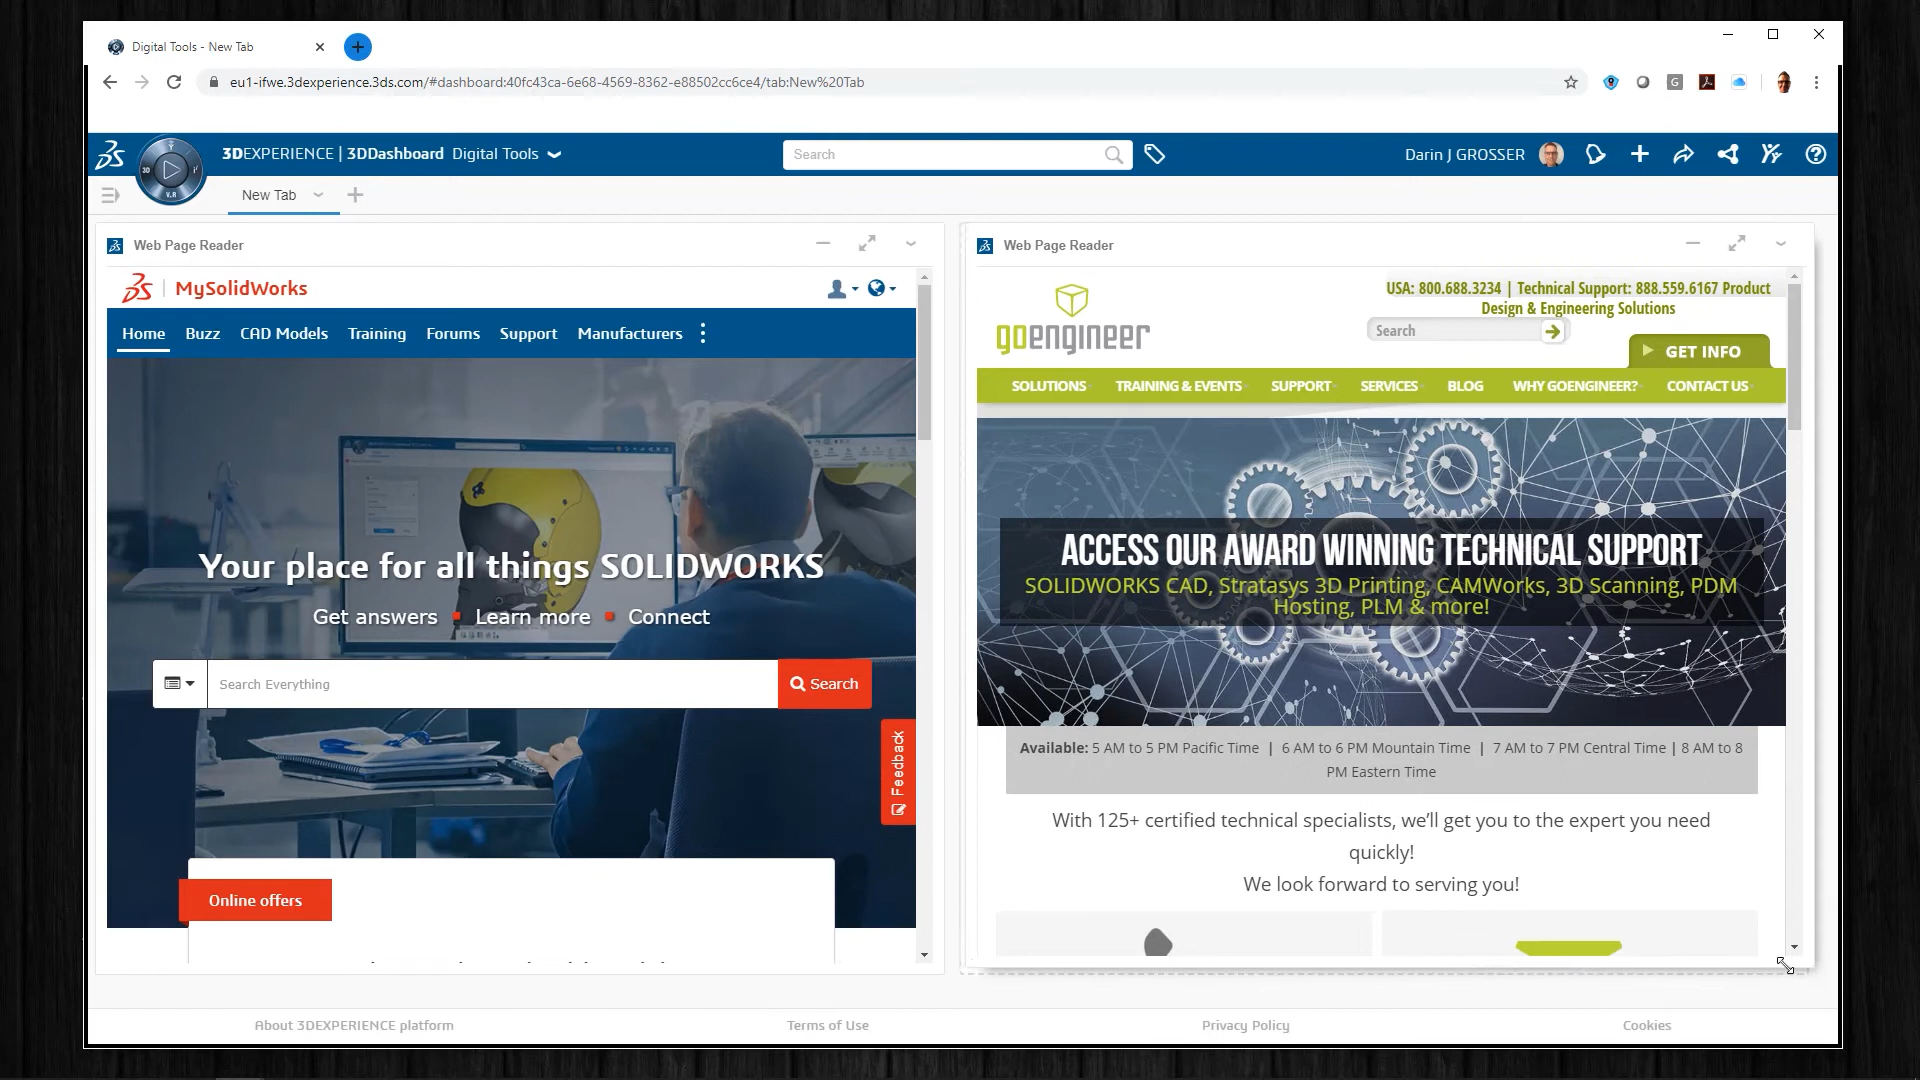 Digital Tools - New Tab
eu1-ifwe.3dexperience.3ds.com/#dashboard:40fc43ca-6e68-4569-8362-e88502cc6ce4/tab:New%20Tab
3DEXPERIENCE | 3DDashboard Digital Tools
Search
Darin J GROSSER
New Tab
Web Page Reader
MySolidWorks
Home Buzz CAD Models Training Forums Support Manufacturers
Your place for all things SOLIDWORKS
Get answers Learn more Connect
Search Everything
Search
Feedback
Online offers
Web Page Reader
goengineer
USA: 800.688.3234 | Technical Support: 888.559.6167 Product
Design & Engineering Solutions
Search
GET INFO
SOLUTIONS TRAINING & EVENTS SUPPORT SERVICES BLOG WHY GOENGINEER? CONTACT US
ACCESS OUR AWARD WINNING TECHNICAL SUPPORT
SOLIDWORKS CAD, Stratasys 3D Printing, CAMWorks, 3D Scanning, PDM
Hosting, PLM & more!
Available: 5 AM to 5 PM Pacific Time | 6 AM to 6 PM Mountain Time | 7 AM to 7 PM Central Time | 8 AM to 8
PM Eastern Time
With 125+ certified technical specialists, we'll get you to the expert you need
quickly!
We look forward to serving you!
About 3DEXPERIENCE platform Terms of Use Privacy Policy Cookies